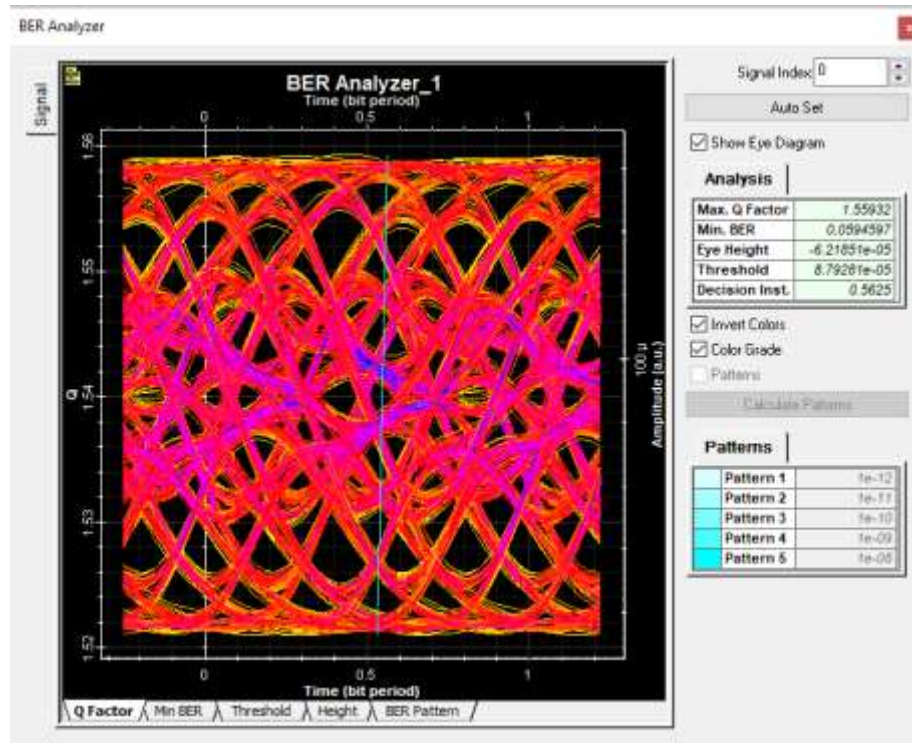 BER Analyzer
Signal
BER Analyzer_1
Time (bit period)
0 0.5 1
1.56
1.55
1.54
1.53
1.52
Q
100 µ
Amplitude (a.u.)
0 0.5 1
Time (bit period)
Q Factor Min BER Threshold Height BER Pattern
Signal Index: 0
Auto Set
Show Eye Diagram
Analysis
Max. Q Factor 1.55932
Min. BER 0.0594597
Eye Height -6.21851e-05
Threshold 8.79281e-05
Decision Inst. 0.5625
Invert Colors
Color Grade
Patterns
Calculate Patterns
Patterns
Pattern 1 1e-12
Pattern 2 1e-11
Pattern 3 1e-10
Pattern 4 1e-09
Pattern 5 1e-08